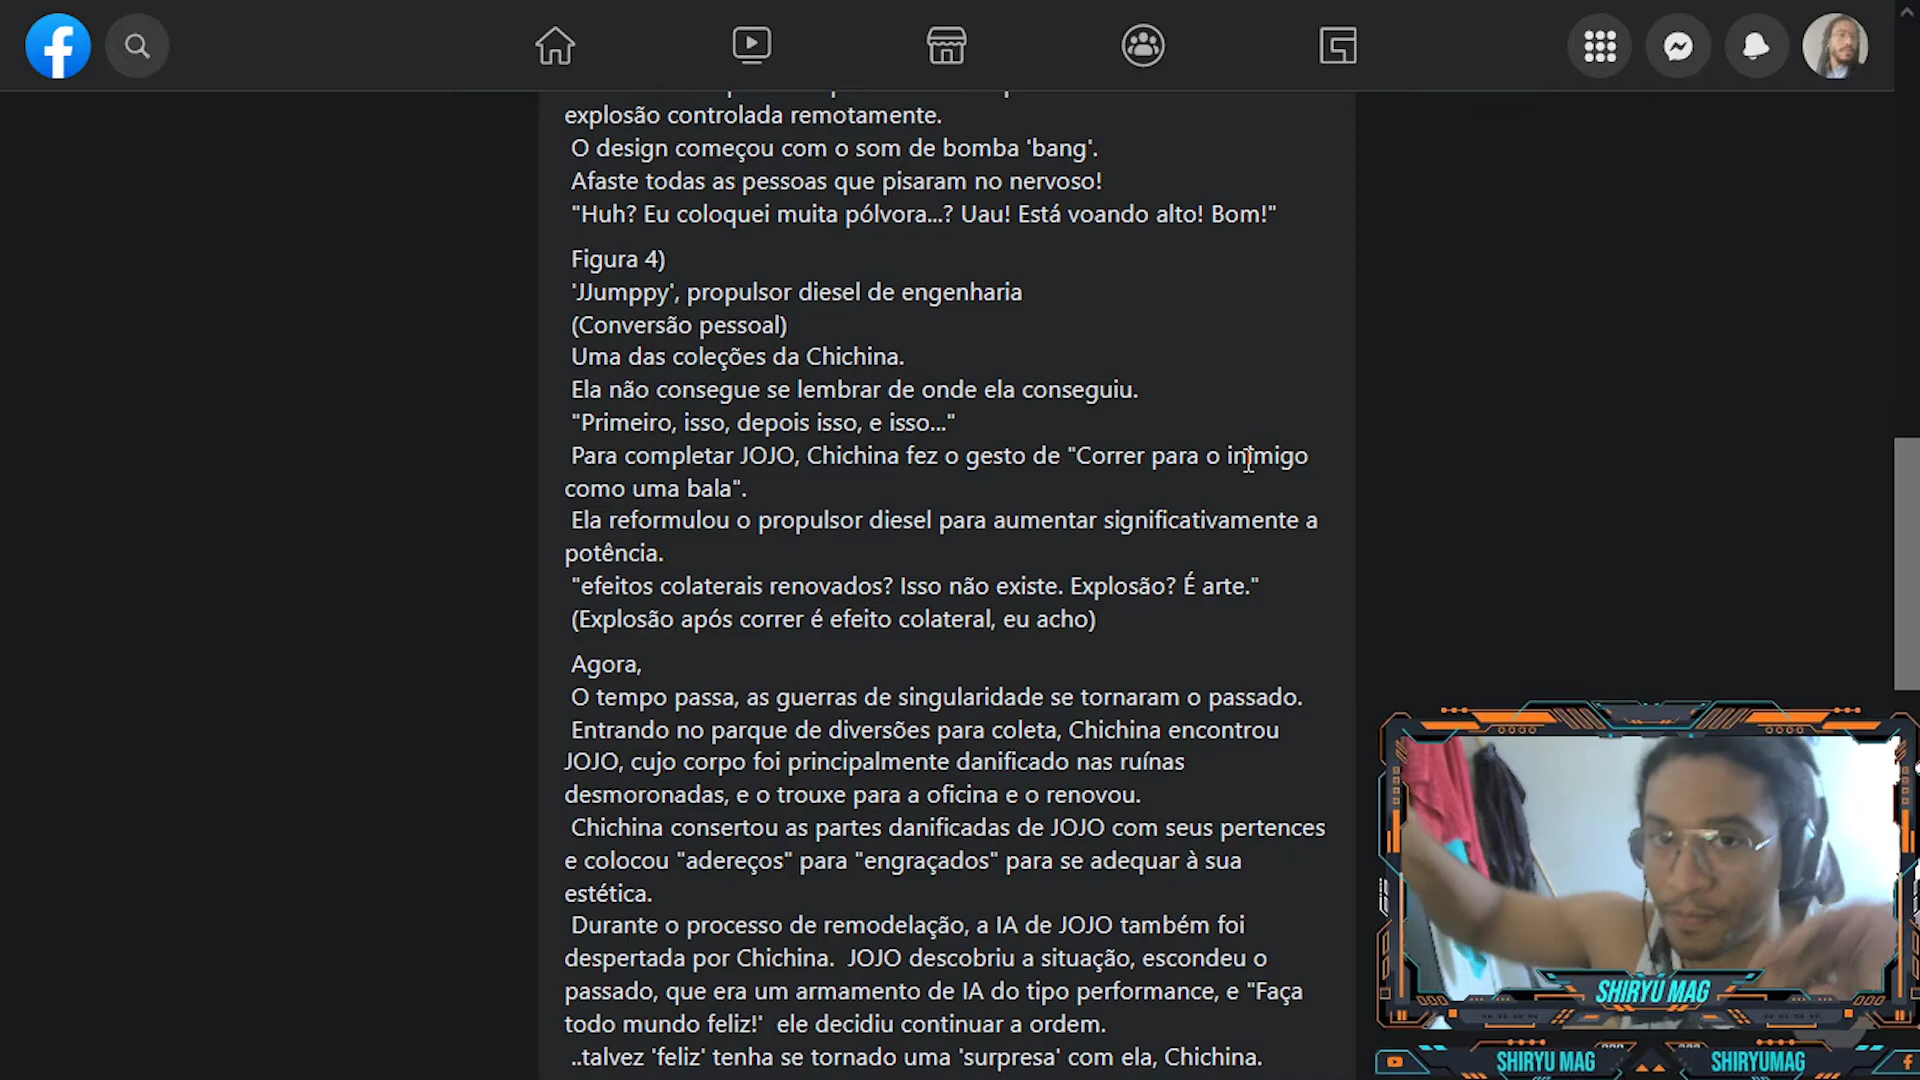 explosão controlada remotamente.
O design começou com o som de bomba 'bang'.
Afaste todas as pessoas que pisaram no nervoso!
"Huh? Eu coloquei muita pólvora...? Uau! Está voando alto! Bom!"
Figura 4)
'JJumppy', propulsor diesel de engenharia
(Conversão pessoal)
Uma das coleções da Chichina.
Ela não consegue se lembrar de onde ela conseguiu.
"Primeiro, isso, depois isso, e isso..."
Para completar JOJO, Chichina fez o gesto de "Correr para o inimigo
como uma bala".
Ela reformulou o propulsor diesel para aumentar significativamente a
potência.
"efeitos colaterais renovados? Isso não existe. Explosão? É arte."
(Explosão após correr é efeito colateral, eu acho)
Agora,
O tempo passa, as guerras de singularidade se tornaram o passado.
Entrando no parque de diversões para coleta, Chichina encontrou
JOJO, cujo corpo foi principalmente danificado nas ruínas
desmoronadas, e o trouxe para a oficina e o renovou.
Chichina consertou as partes danificadas de JOJO com seus pertences
e colocou "adereços" para "engraçados" para se adequar à sua
estética.
Durante o processo de remodelação, a IA de JOJO também foi
despertada por Chichina.  JOJO descobriu a situação, escondeu o
passado, que era um armamento de IA do tipo performance, e "Faça
todo mundo feliz!'  ele decidiu continuar a ordem.
..talvez 'feliz' tenha se tornado uma 'surpresa' com ela, Chichina.
SHIRYU MAG
SHIRYU MAG
SHIRYUMAG